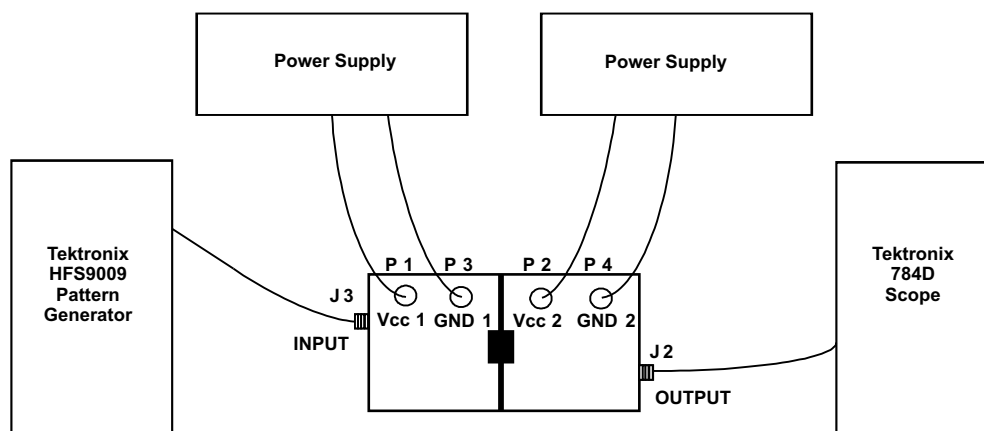 Power Supply
Power Supply
Tektronix
HFS9009
Pattern
Generator
P 1
P 3
P 2
P 4
J 3
Vcc 1
GND 1
Vcc 2
GND 2
INPUT
J 2
OUTPUT
Tektronix
784D
Scope